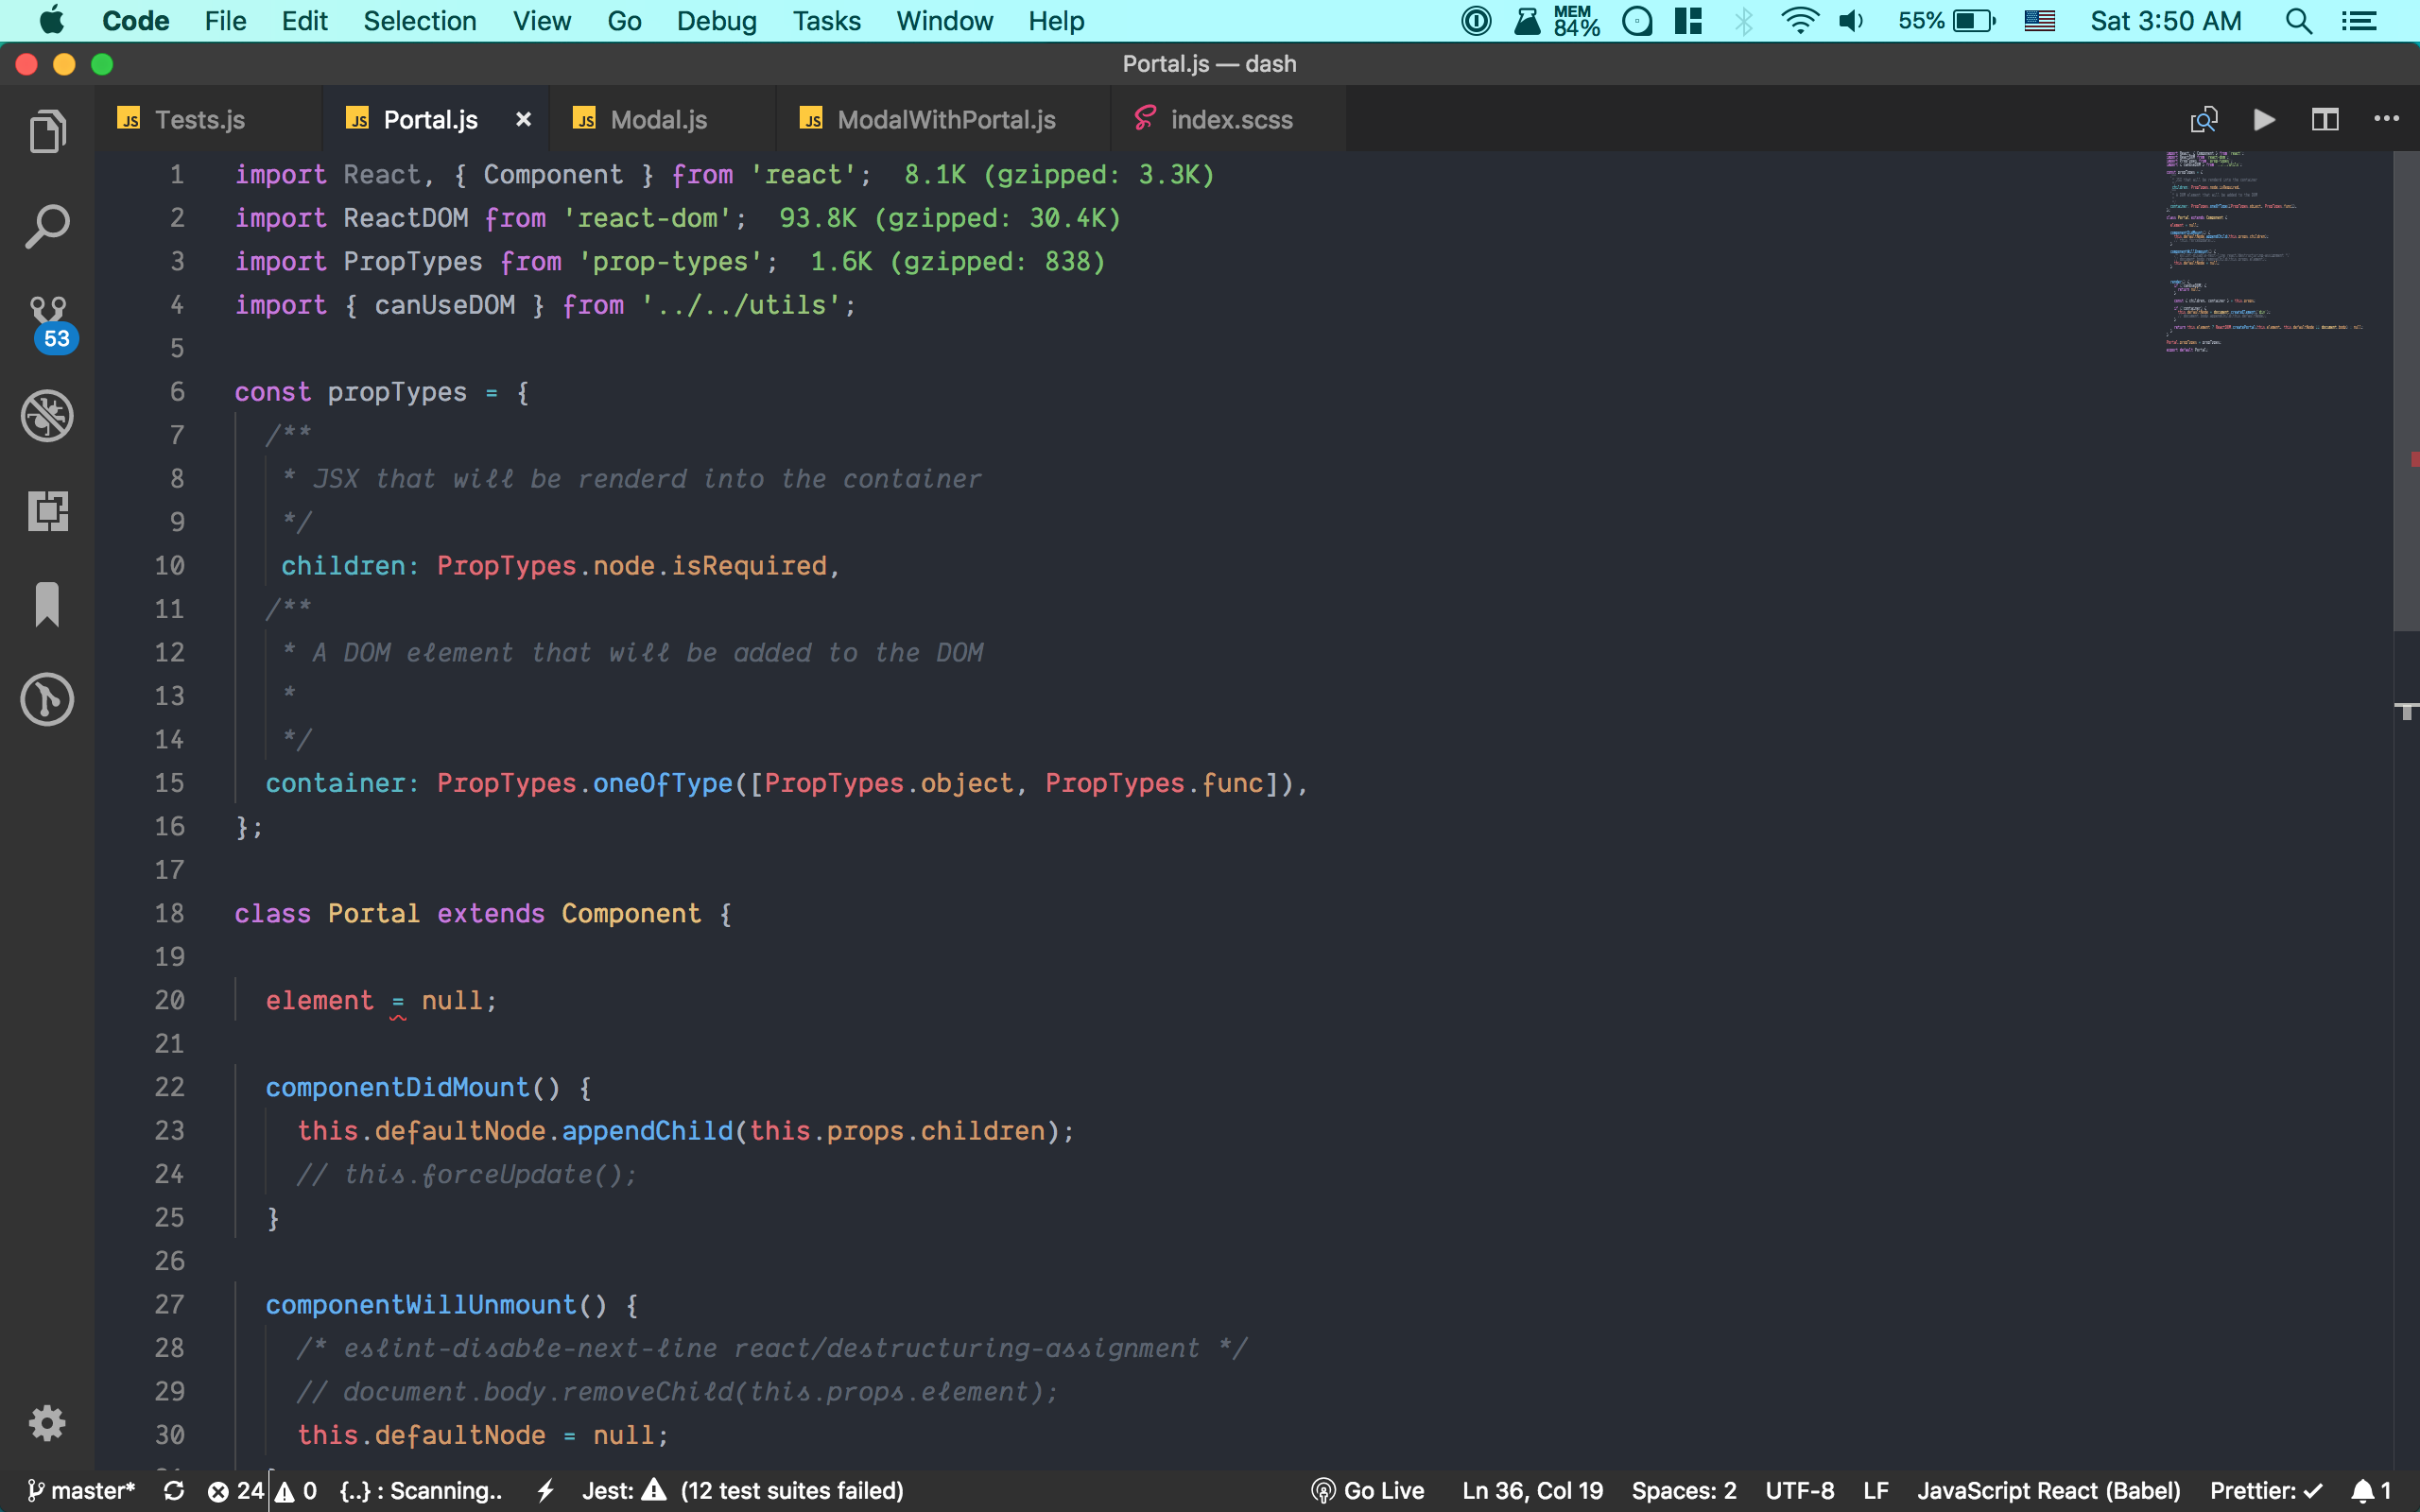 Code File Edit Selection View Go Debug Tasks Window Help MEM 84% 55% Sat 3:50 AM
Portal.js — dash
JS Tests.js JS Portal.js × JS Modal.js JS ModalWithPortal.js index.scss
53
1 import React, { Component } from 'react'; 8.1K (gzipped: 3.3K)
2 import ReactDOM from 'react-dom'; 93.8K (gzipped: 30.4K)
3 import PropTypes from 'prop-types'; 1.6K (gzipped: 838)
4 import { canUseDOM } from '../../utils';
5
6 const propTypes = {
7 /**
8 * JSX that will be renderd into the container
9 */
10 children: PropTypes.node.isRequired,
11 /**
12 * A DOM element that will be added to the DOM
13 *
14 */
15 container: PropTypes.oneOfType([PropTypes.object, PropTypes.func]),
16 };
17
18 class Portal extends Component {
19
20 element = null;
21
22 componentDidMount() {
23 this.defaultNode.appendChild(this.props.children);
24 // this.forceUpdate();
25 }
26
27 componentWillUnmount() {
28 /* eslint-disable-next-line react/destructuring-assignment */
29 // document.body.removeChild(this.props.element);
30 this.defaultNode = null;
master* 24 0 {..} : Scanning.. Jest: (12 test suites failed) Go Live Ln 36, Col 19 Spaces: 2 UTF-8 LF JavaScript React (Babel) Prettier: ✓ 1